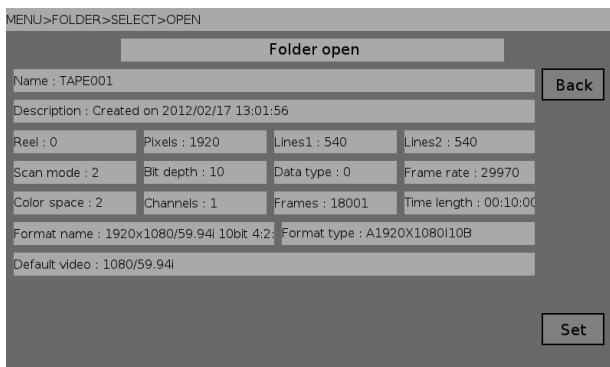 MENU>FOLDER>SELECT>OPEN
Folder open
Name : TAPE001
Back
Description : Created on 2012/02/17 13:01:56
Reel : 0 Pixels : 1920 Lines1 : 540 Lines2 : 540
Scan mode : 2 Bit depth : 10 Data type : 0 Frame rate : 29970
Color space : 2 Channels : 1 Frames : 18001 Time length : 00:10:00
Format name : 1920x1080/59.94i 10bit 4:2: Format type : A1920X1080I10B
Default video : 1080/59.94i
Set